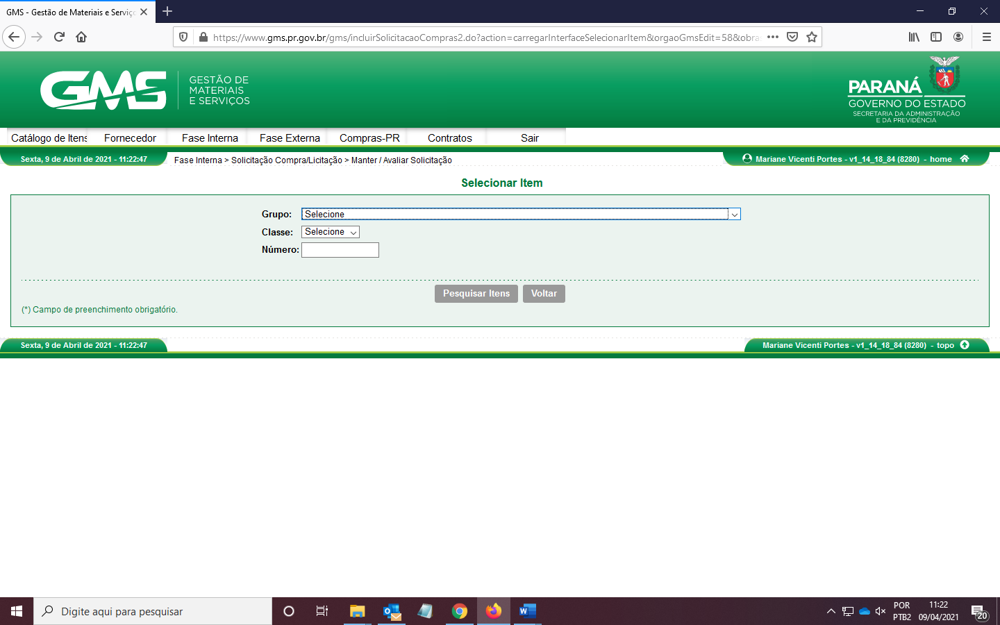 GMS - Gestão de Materiais e Serviço
https://www.gms.pr.gov.br/gms/incluirSolicitacaoCompras2.do?action=carregarInterfaceSelecionarItem&orgaoGmsEdit=58&obra
GMS
GESTÃO DE
MATERIAIS
E SERVIÇOS
PARANÁ
GOVERNO DO ESTADO
SECRETARIA DA ADMINISTRAÇÃO
E DA PREVIDÊNCIA
Catálogo de Itens Fornecedor Fase Interna Fase Externa Compras-PR Contratos Sair
Sexta, 9 de Abril de 2021 - 11:22:47 Fase Interna > Solicitação Compra/Licitação > Manter / Avaliar Solicitação Mariane Vicenti Portes - v1_14_18_84 (8280) - home
Selecionar Item
Grupo: Selecione
Classe: Selecione
Número:
Pesquisar Itens Voltar
(*) Campo de preenchimento obrigatório.
Sexta, 9 de Abril de 2021 - 11:22:47 Mariane Vicenti Portes - v1_14_18_84 (8280) - topo
Digite aqui para pesquisar
POR
PTB2
11:22
09/04/2021
20